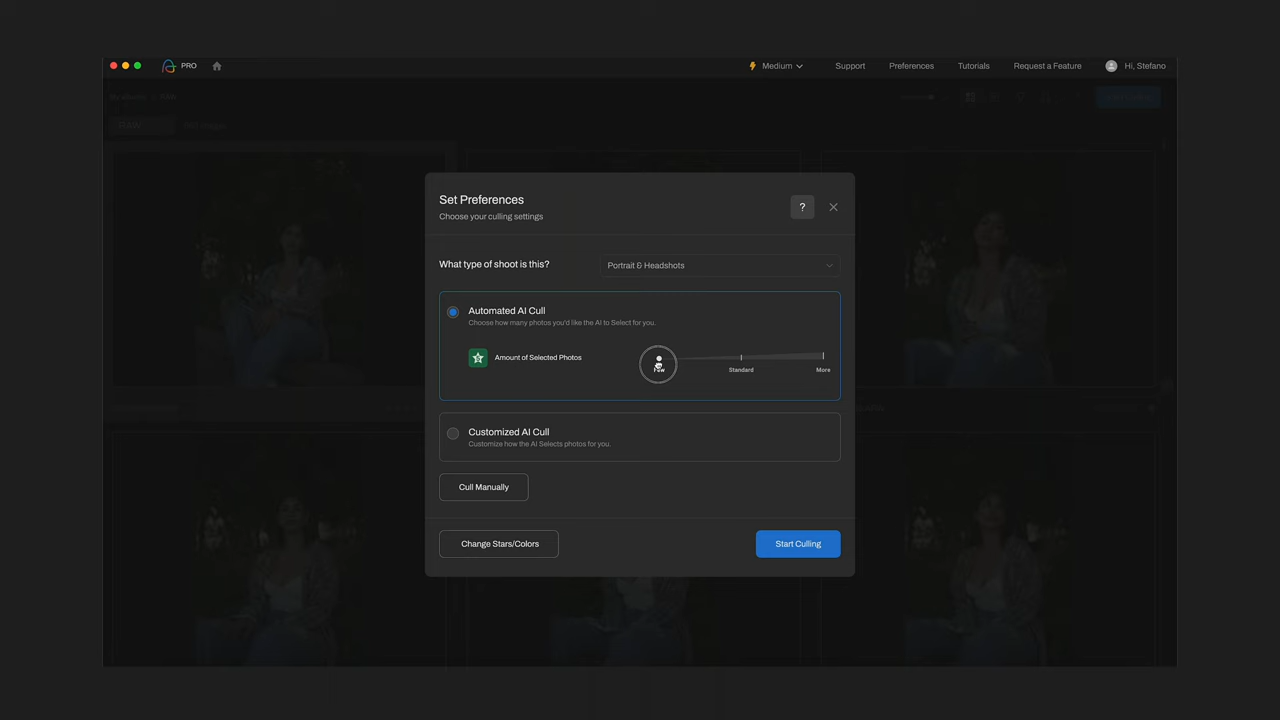 PRO
Medium
Support
Preferences
Tutorials
Request a Feature
Hi, Stefano
RAW
Set Preferences
Choose your culling settings
?
What type of shoot is this?
Portrait & Headshots
Automated AI Cull
Choose how many photos you'd like the AI to Select for you.
Amount of Selected Photos
Few
Standard
More
Customized AI Cull
Customize how the AI Selects photos for you.
Cull Manually
Change Stars/Colors
Start Culling